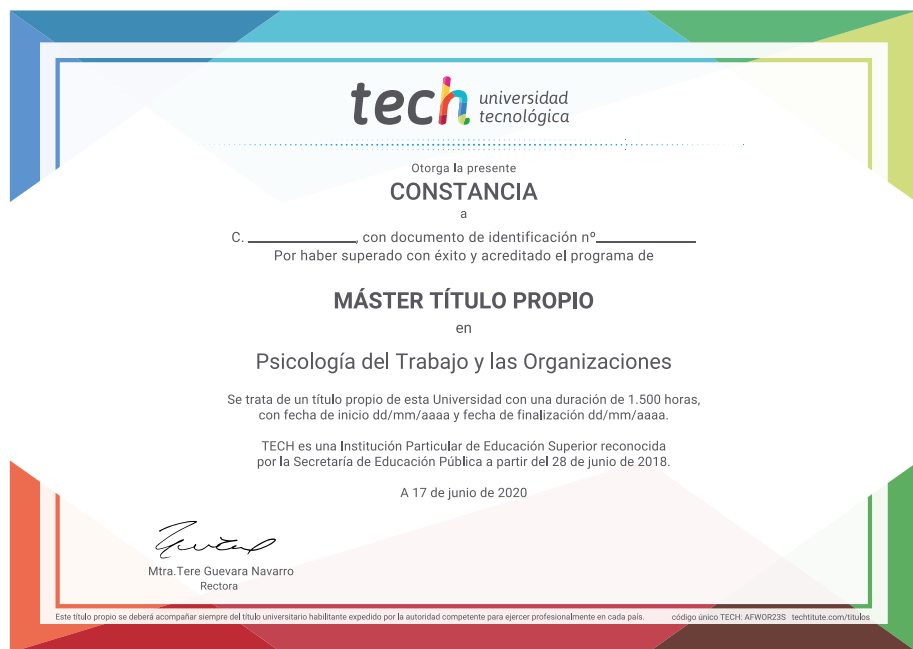 tech universidad
tecnológica
Otorga la presente
CONSTANCIA
a
C. ____________, con documento de identificación nº____________
Por haber superado con éxito y acreditado el programa de
MÁSTER TÍTULO PROPIO
en
Psicología del Trabajo y las Organizaciones
Se trata de un título propio de esta Universidad con una duración de 1.500 horas,
con fecha de inicio dd/mm/aaaa y fecha de finalización dd/mm/aaaa.
TECH es una Institución Particular de Educación Superior reconocida
por la Secretaría de Educación Pública a partir del 28 de junio de 2018.
A 17 de junio de 2020
Mtra.Tere Guevara Navarro
Rectora
Este título propio se deberá acompañar siempre del título universitario habilitante expedido por la autoridad competente para ejercer profesionalmente en cada país. código único TECH: AFWOR23S techtitute.com/titulos